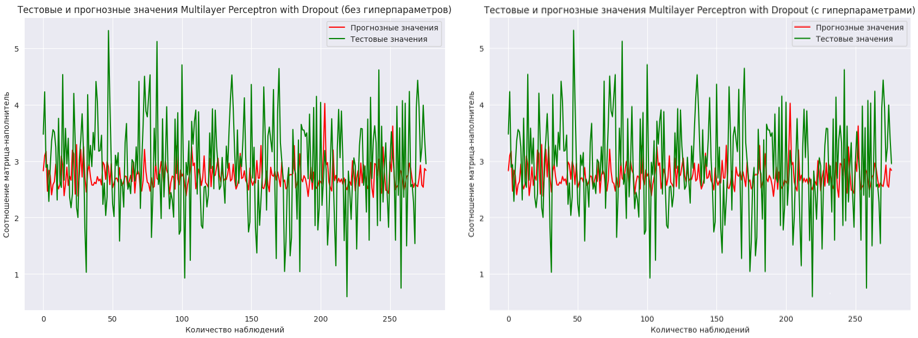 Тестовые и прогнозные значения Multilayer Perceptron with Dropout (без гиперпараметров)
Прогнозные значения
Тестовые значения
5
4
3
2
1
Соотношение матрица-наполнитель
0
50
100
150
200
250
Количество наблюдений
Тестовые и прогнозные значения Multilayer Perceptron with Dropout (с гиперпараметрами)
Прогнозные значения
Тестовые значения
5
4
3
2
1
Соотношение матрица-наполнитель
0
50
100
150
200
250
Количество наблюдений